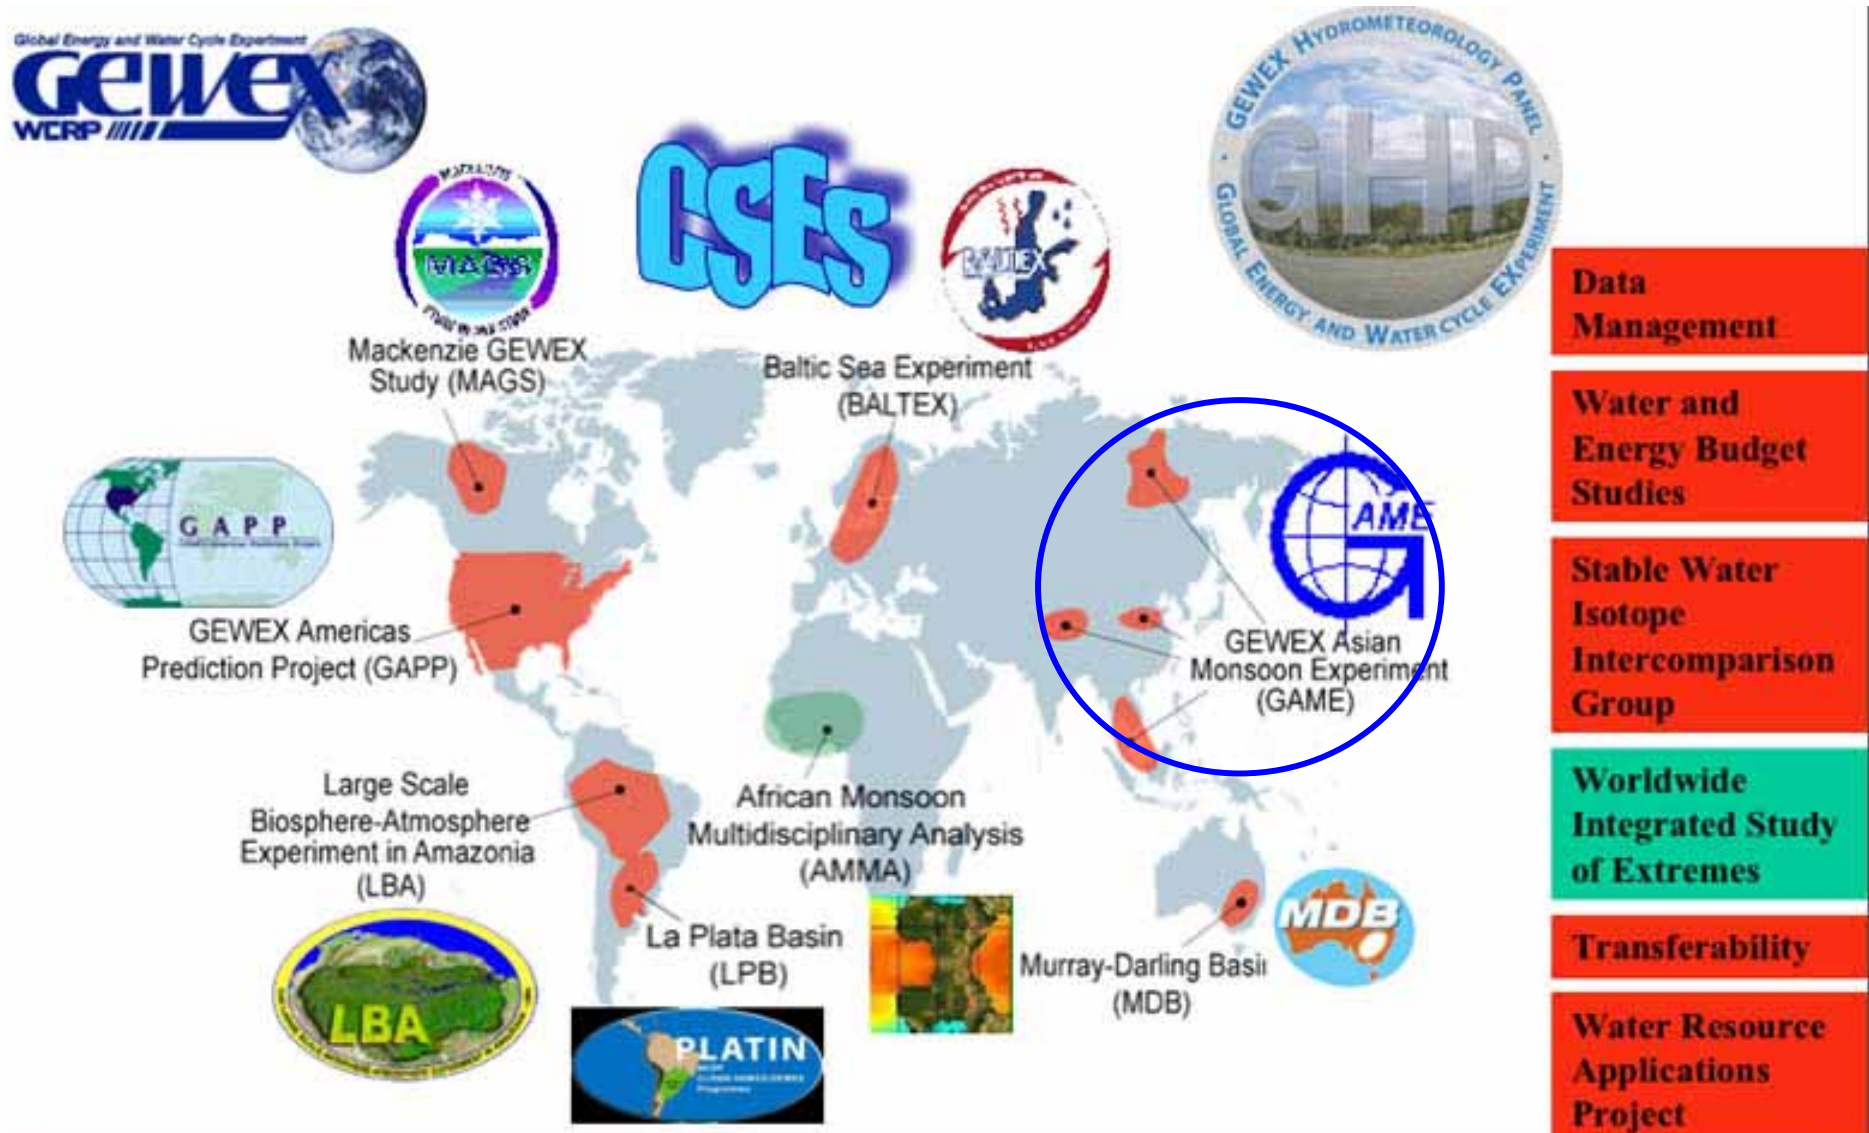 Global Energy and Water Cycle Experiment
GEWEX
WCRP
GEWEX HYDROMETEOROLOGY PANEL
GHP
GLOBAL ENERGY AND WATER CYCLE EXPERIMENT
MAGS
CSES
BALTEX
Mackenzie GEWEX
Study (MAGS)
Baltic Sea Experiment
(BALTEX)
GAPP
GEWEX Americas
Prediction Project (GAPP)
GAME
GEWEX Asian
Monsoon Experiment
(GAME)
Large Scale
Biosphere-Atmosphere
Experiment in Amazonia
(LBA)
LBA
African Monsoon
Multidisciplinary Analysis
(AMMA)
La Plata Basin
(LPB)
PLATIN
Programme
Murray-Darling Basi
(MDB)
MDB
Data
Management
Water and
Energy Budget
Studies
Stable Water
Isotope
Intercomparison
Group
Worldwide
Integrated Study
of Extremes
Transferability
Water Resource
Applications
Project